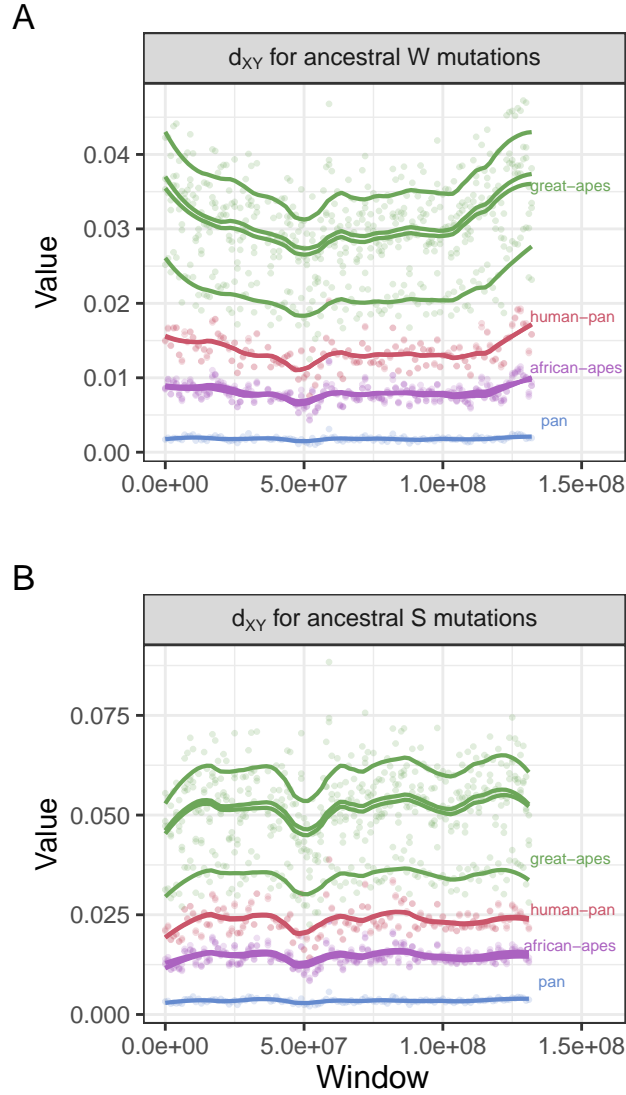 A
dXY for ancestral W mutations
0.04
0.03
0.02
0.01
0.00
Value
great−apes
human−pan
african−apes
pan
0.0e+00 5.0e+07 1.0e+08 1.5e+08
B
dXY for ancestral S mutations
0.075
0.050
0.025
0.000
Value
great−apes
human−pan
african−apes
pan
0.0e+00 5.0e+07 1.0e+08 1.5e+08
Window